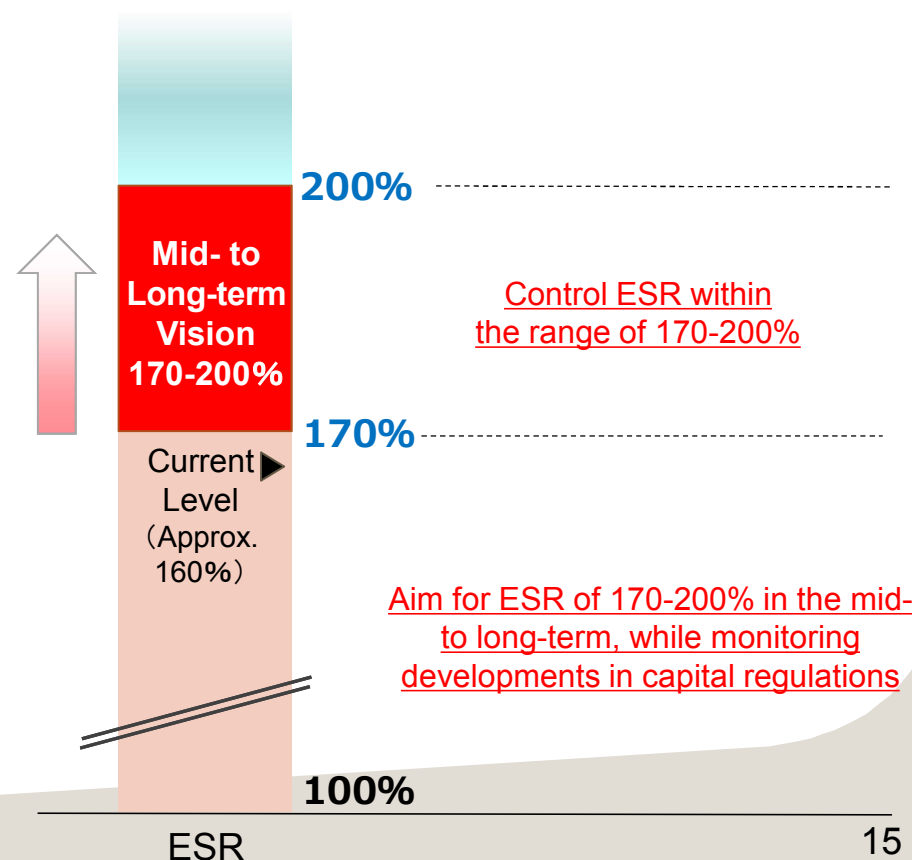 200%
Mid- to
Long-term
Vision
170-200%
Control ESR within
the range of 170-200%
170%
Current
Level
（Approx.
160%）
Aim for ESR of 170-200% in the mid-
to long-term, while monitoring
developments in capital regulations
100%
ESR
15